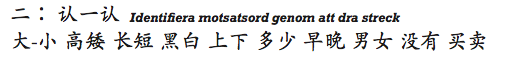 二：认一认 Identifiera motsatsord genom att dra streck
大-小 高矮 长短 黑白 上下 多少 早晚 男女 没有 买卖